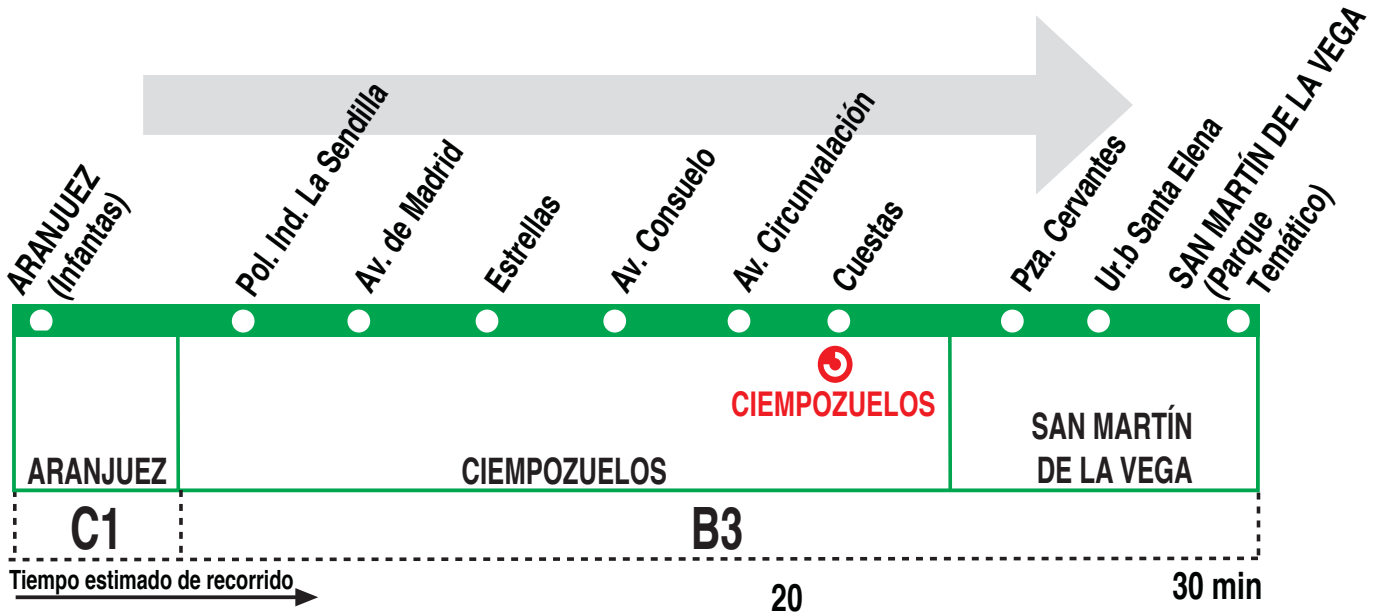 ARANJUEZ
(Infantas)
Pol. Ind. La Sendilla
Av. de Madrid
Estrellas
Av. Consuelo
Av. Circunvalación
Cuestas
Pza. Cervantes
Ur.b Santa Elena
SAN MARTÍN DE LA VEGA
(Parque
Temático)
CIEMPOZUELOS
ARANJUEZ
CIEMPOZUELOS
SAN MARTÍN
DE LA VEGA
C1
B3
Tiempo estimado de recorrido
20
30 min